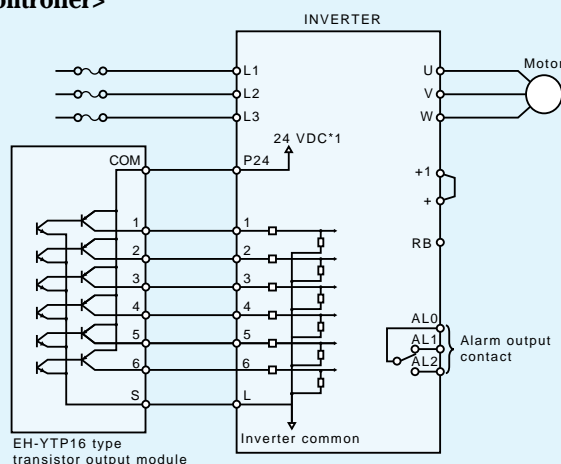 ontroller>
INVERTER
L1
L2
L3
U
V
W
Motor
24 VDC*1
COM
P24
+1
+
RB
1 1
2 2
3 3
4 4
5 5
6 6
S L
AL0
AL1
AL2
Alarm output
contact
Inverter common
EH-YTP16 type
transistor output module